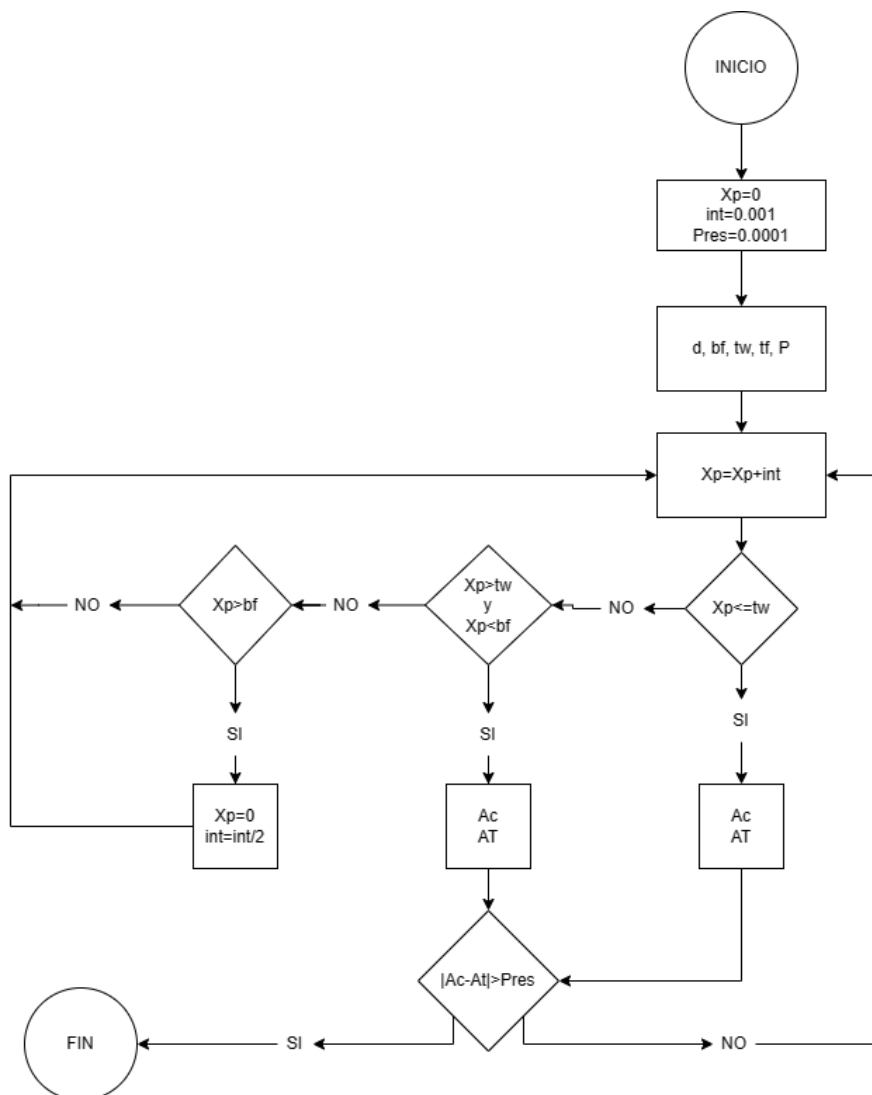 INICIO
Xp=0
int=0.001
Pres=0.0001
d, bf, tw, tf, P
Xp=Xp+int
Xp<=tw
NO
Xp>tw
y
Xp<bf
NO
Xp>bf
NO
SI
SI
SI
Xp=0
int=int/2
Ac
AT
Ac
AT
|Ac-At|>Pres
FIN
SI
NO